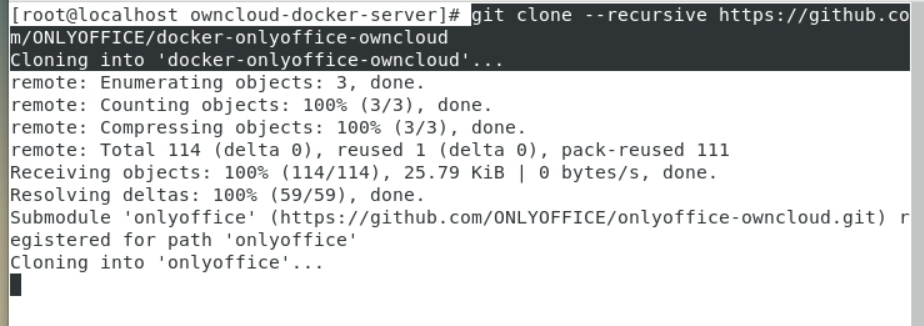 [root@localhost owncloud-docker-server]# git clone --recursive https://github.co
m/ONLYOFFICE/docker-onlyoffice-owncloud
Cloning into 'docker-onlyoffice-owncloud'...
remote: Enumerating objects: 3, done.
remote: Counting objects: 100% (3/3), done.
remote: Compressing objects: 100% (3/3), done.
remote: Total 114 (delta 0), reused 1 (delta 0), pack-reused 111
Receiving objects: 100% (114/114), 25.79 KiB | 0 bytes/s, done.
Resolving deltas: 100% (59/59), done.
Submodule 'onlyoffice' (https://github.com/ONLYOFFICE/onlyoffice-owncloud.git) r
egistered for path 'onlyoffice'
Cloning into 'onlyoffice'...